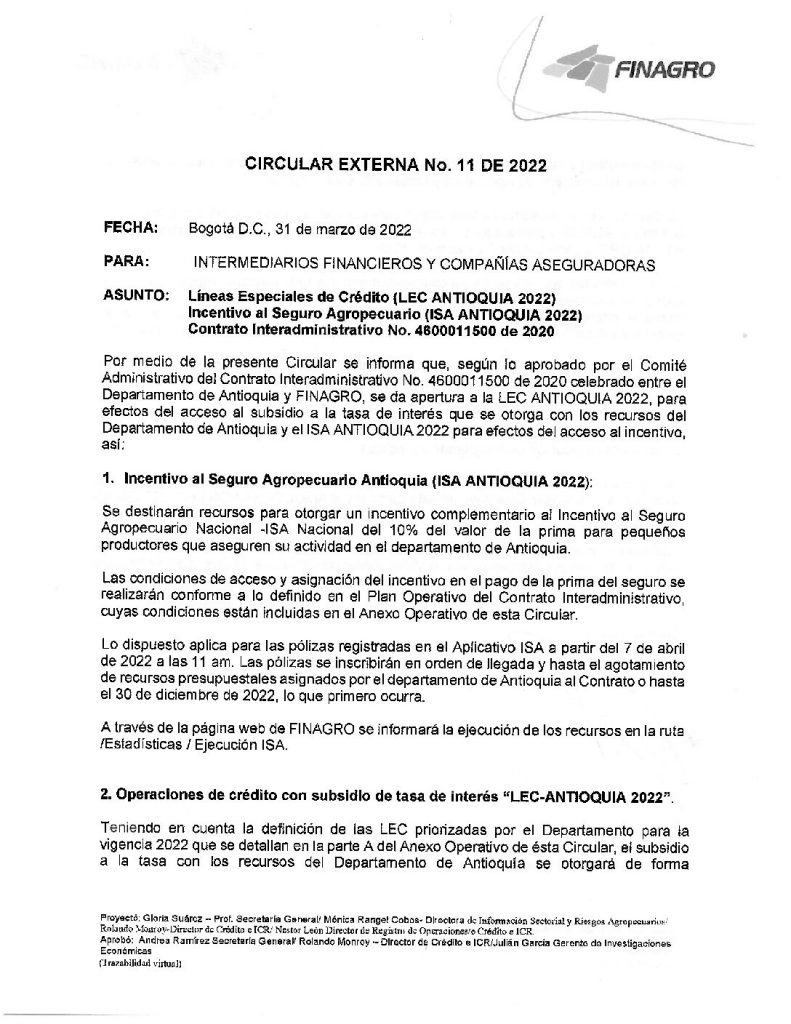 FINAGRO
CIRCULAR EXTERNA No. 11 DE 2022
FECHA: Bogotá D.C., 31 de marzo de 2022
PARA: INTERMEDIARIOS FINANCIEROS Y COMPAÑÍAS ASEGURADORAS
ASUNTO: Líneas Especiales de Crédito (LEC ANTIOQUIA 2022)
Incentivo al Seguro Agropecuario (ISA ANTIOQUIA 2022)
Contrato Interadministrativo No. 4600011500 de 2020
Por medio de la presente Circular se informa que, según lo aprobado por el Comité
Administrativo del Contrato Interadministrativo No. 4600011500 de 2020 celebrado entre el
Departamento de Antioquia y FINAGRO, se da apertura a la LEC ANTIOQUIA 2022, para
efectos del acceso al subsidio a la tasa de interés que se otorga con los recursos del
Departamento de Antioquia y el ISA ANTIOQUIA 2022 para efectos del acceso al incentivo,
así:
1. Incentivo al Seguro Agropecuario Antioquia (ISA ANTIOQUIA 2022):
Se destinarán recursos para otorgar un incentivo complementario al Incentivo al Seguro
Agropecuario Nacional -ISA Nacional del 10% del valor de la prima para pequeños
productores que aseguren su actividad en el departamento de Antioquia.
Las condiciones de acceso y asignación del incentivo en el pago de la prima del seguro se
realizarán conforme a lo definido en el Plan Operativo del Contrato Interadministrativo,
cuyas condiciones están incluidas en el Anexo Operativo de esta Circular.
Lo dispuesto aplica para las pólizas registradas en el Aplicativo ISA a partir del 7 de abril
de 2022 a las 11 am. Las pólizas se inscribirán en orden de llegada y hasta el agotamiento
de recursos presupuestales asignados por el departamento de Antioquia al Contrato o hasta
el 30 de diciembre de 2022, lo que primero ocurra.
A través de la página web de FINAGRO se informará la ejecución de los recursos en la ruta
/Estadísticas / Ejecución ISA.
2. Operaciones de crédito con subsidio de tasa de interés “LEC-ANTIOQUIA 2022”.
Teniendo en cuenta la definición de las LEC priorizadas por el Departamento para la
vigencia 2022 que se detallan en la parte A del Anexo Operativo de ésta Circular, el subsidio
a la tasa con los recursos del Departamento de Antioquia se otorgará de forma
Proyectó: Gloria Suárez – Prof. Secretaría General/ Mónica Rangel Cobos- Directora de Información Sectorial y Riesgos Agropecuarios/
Rolando Monroy-Director de Crédito e ICR/ Nestor León Director de Registro de Operaciones/o Crédito e ICR.
Aprobó: Andrea Ramírez Secretaria General/ Rolando Monroy – Director de Crédito e ICR/Julián García Gerente de Investigaciones
Económicas
(Trazabilidad virtual)